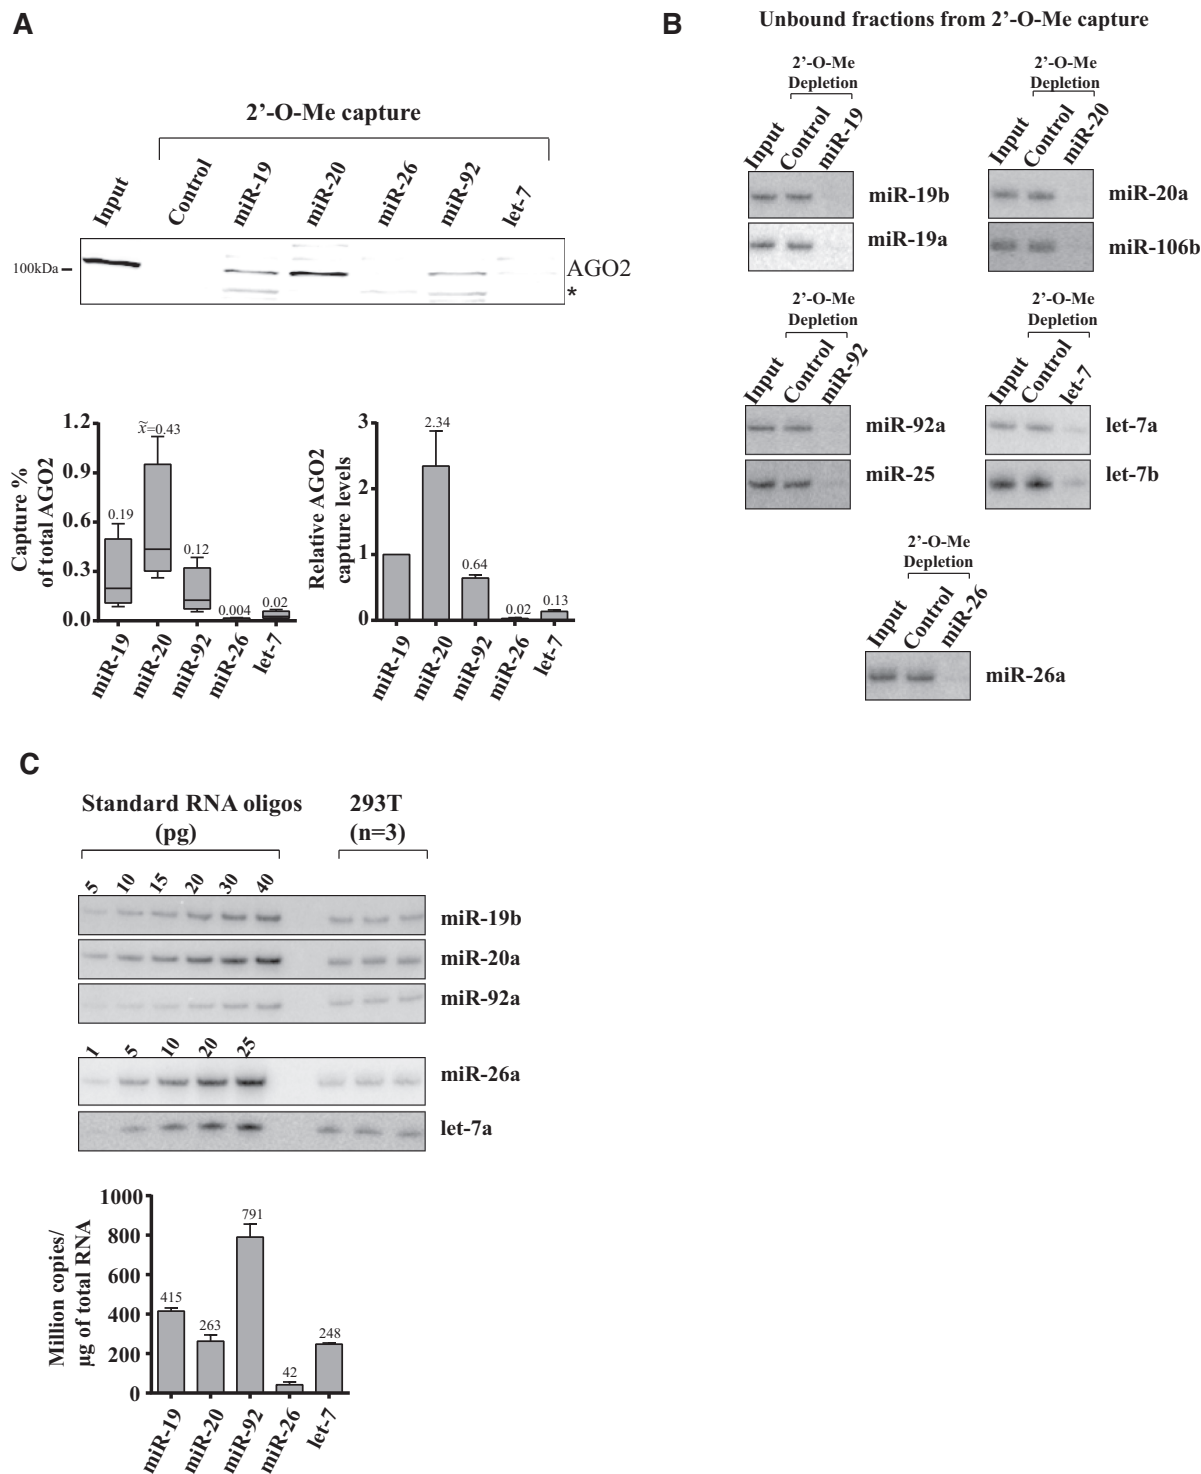 A
2’-O-Me capture
Input
Control
miR-19
miR-20
miR-26
miR-92
let-7
100kDa
AGO2
*
Capture %
of total AGO2
1.2
0.9
0.6
0.3
0.0
0.19
x̃=0.43
0.12
0.004
0.02
miR-19
miR-20
miR-92
miR-26
let-7
Relative AGO2
capture levels
3
2
1
0
2.34
0.64
0.02
0.13
miR-19
miR-20
miR-92
miR-26
let-7
B
Unbound fractions from 2’-O-Me capture
2’-O-Me
Depletion
Input
Control
miR-19
miR-19b
miR-19a
2’-O-Me
Depletion
Input
Control
miR-20
miR-20a
miR-106b
2’-O-Me
Depletion
Input
Control
miR-92
miR-92a
miR-25
2’-O-Me
Depletion
Input
Control
let-7
let-7a
let-7b
2’-O-Me
Depletion
Input
Control
miR-26
miR-26a
C
Standard RNA oligos
(pg)
293T
(n=3)
5 10 15 20 30 40
miR-19b
miR-20a
miR-92a
1 5 10 20 25
miR-26a
let-7a
Million copies/
µg of total RNA
1000
800
600
400
200
0
415
263
791
42
248
miR-19
miR-20
miR-92
miR-26
let-7